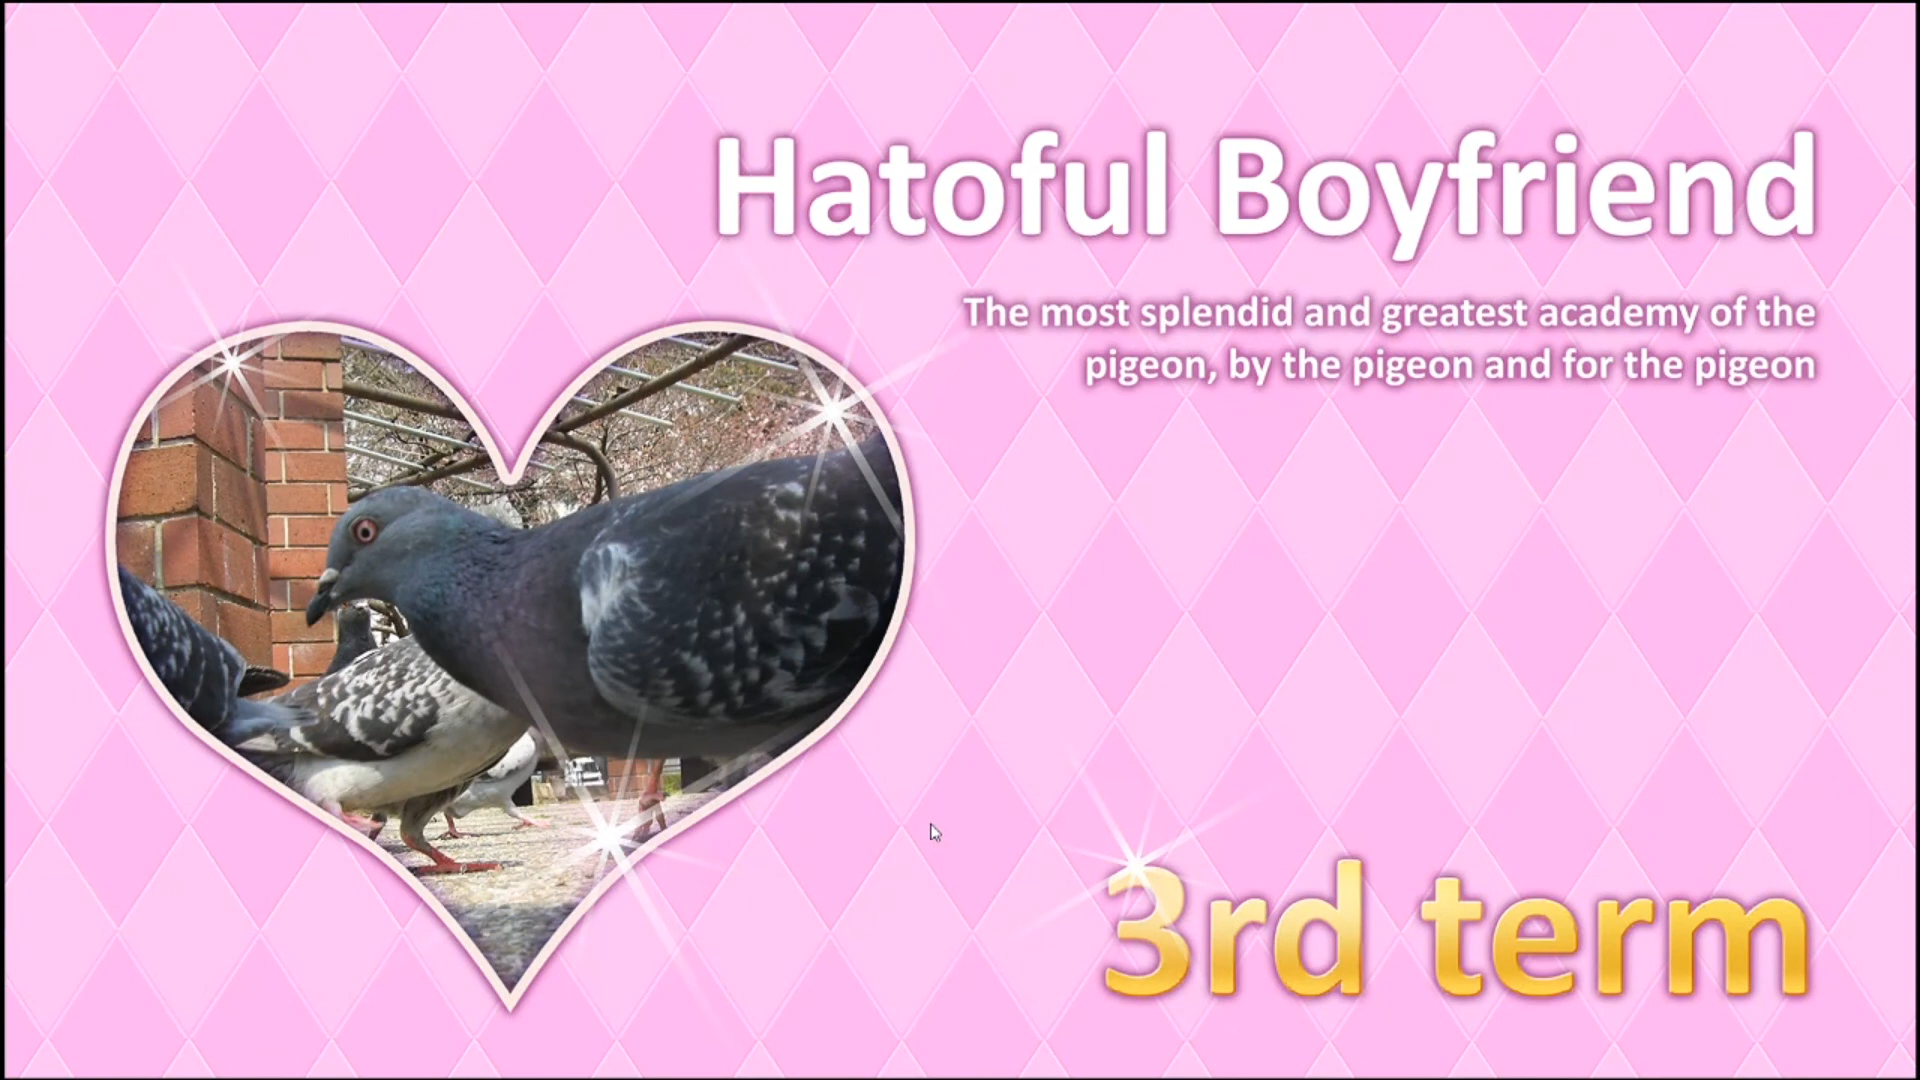 Hatoful Boyfriend
The most splendid and greatest academy of the
pigeon, by the pigeon and for the pigeon
3rd term